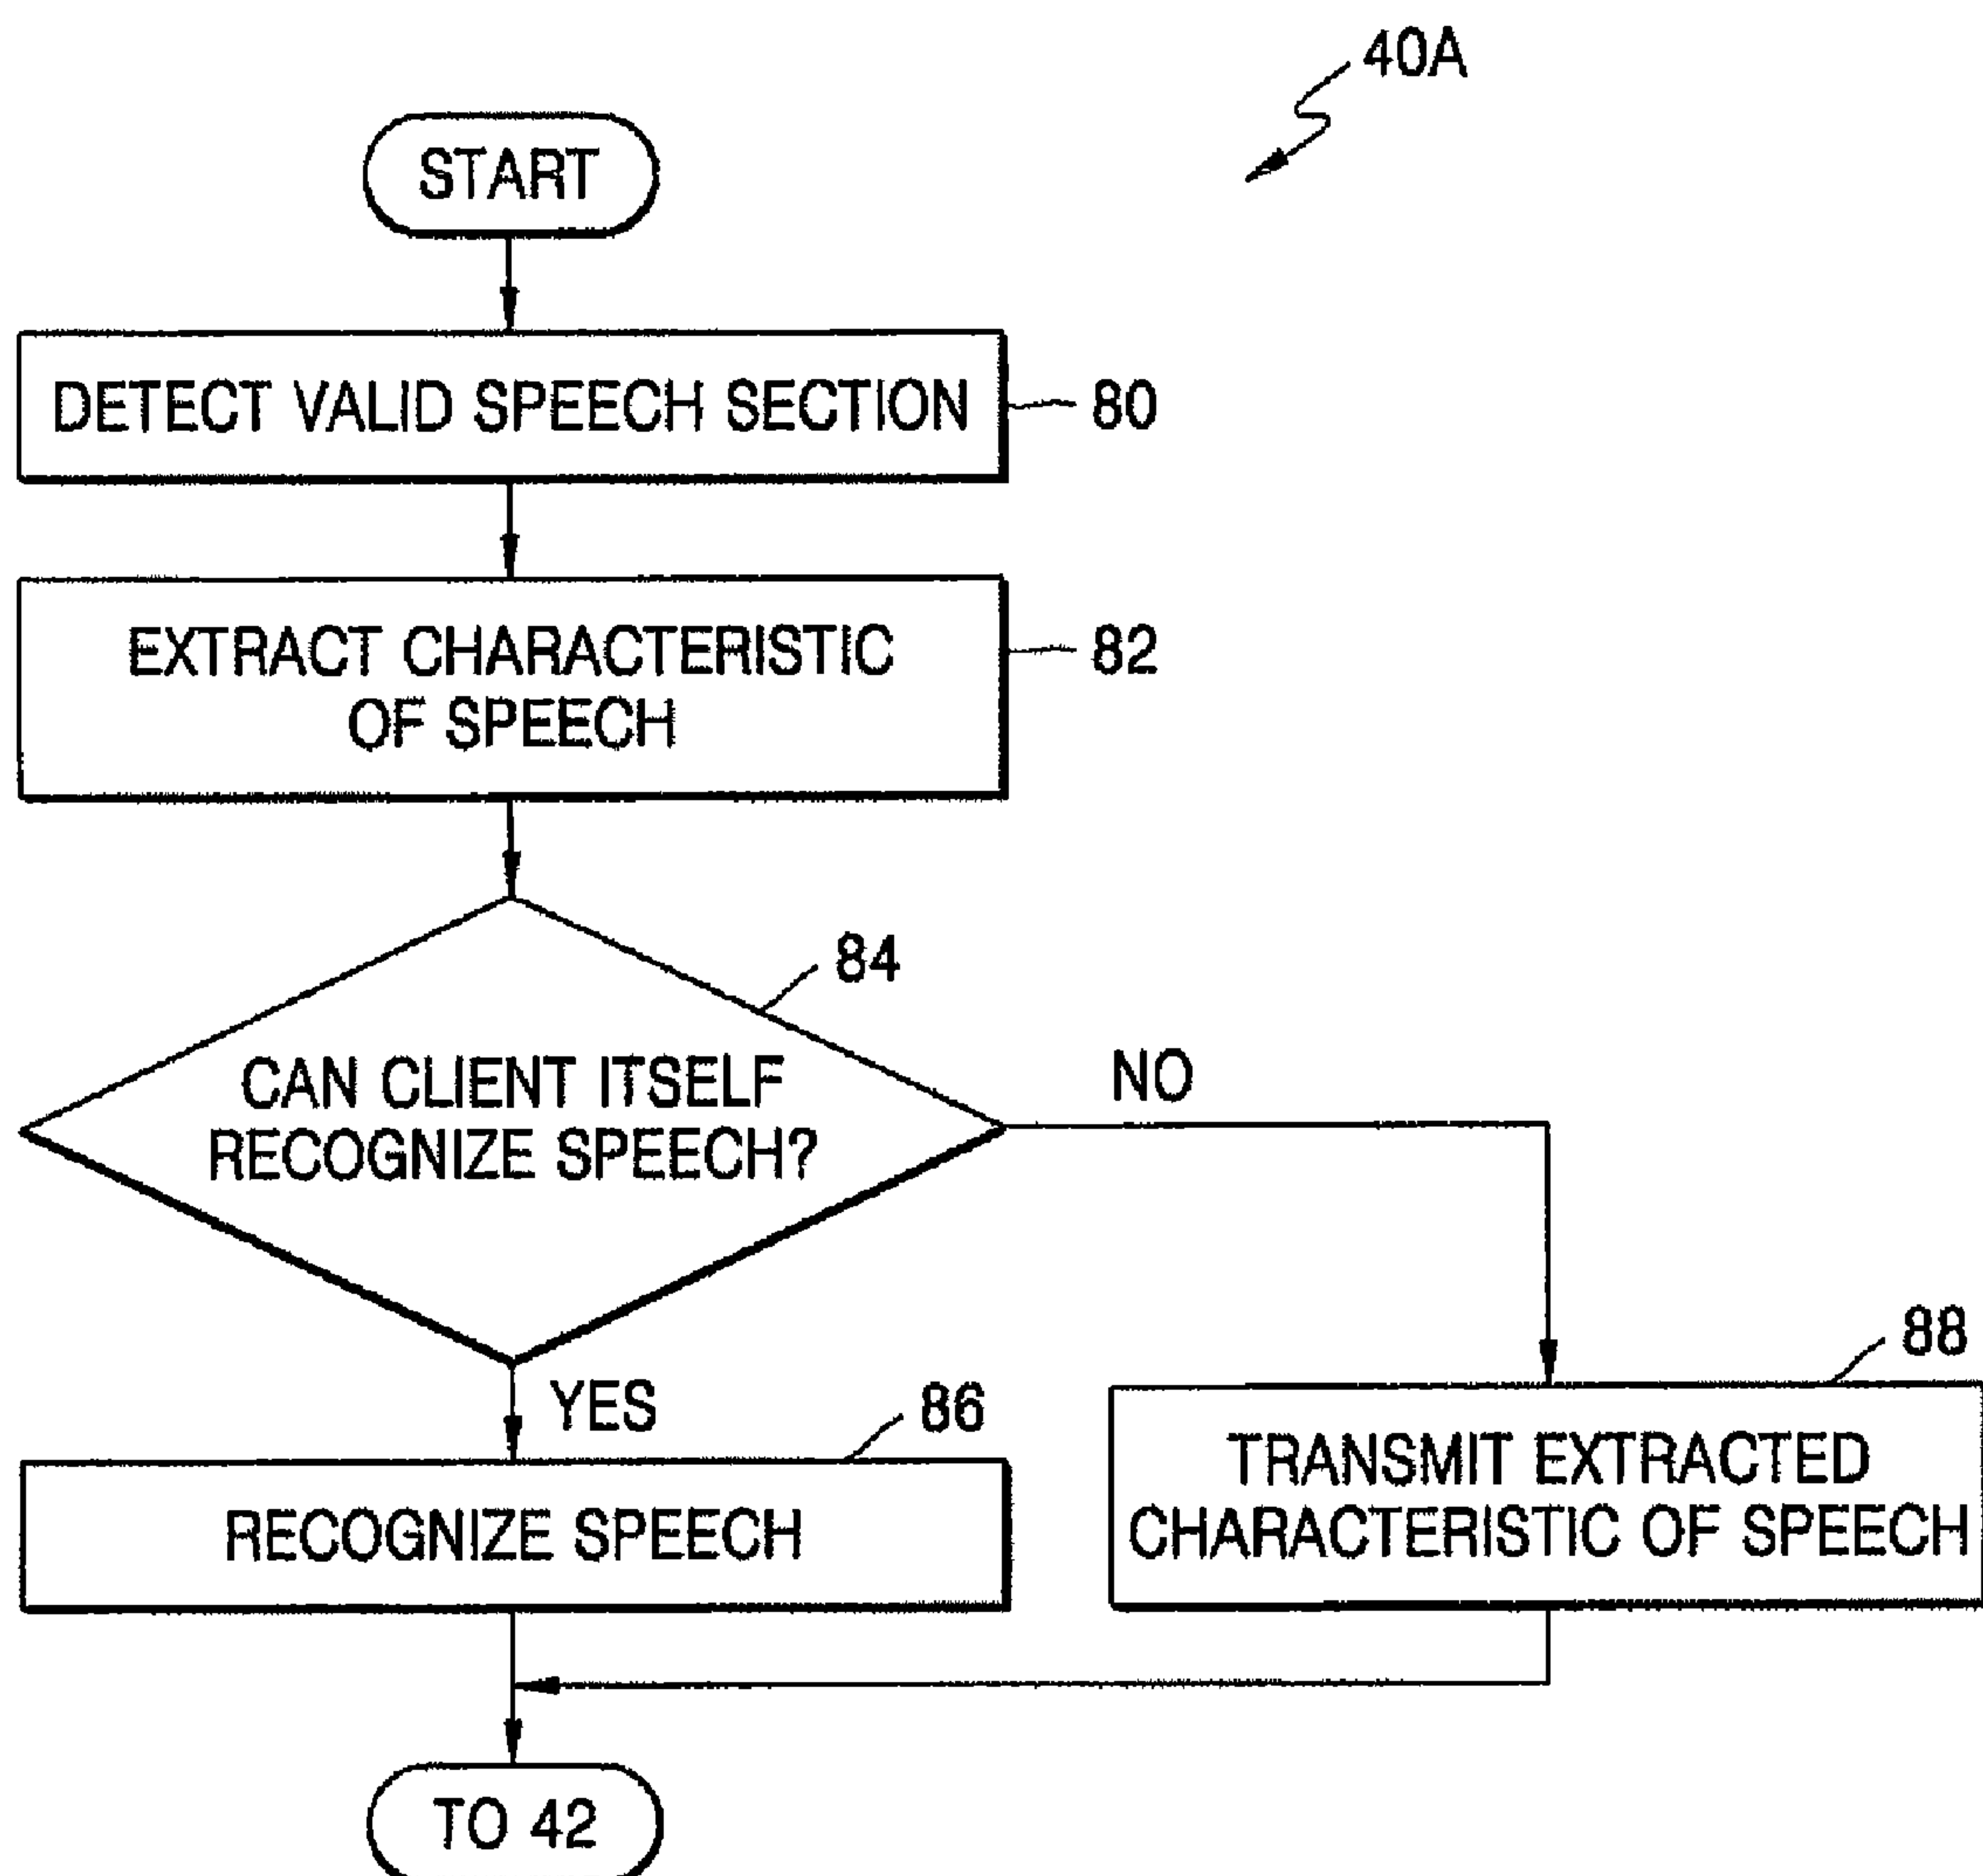 40A
START
DETECT VALID SPEECH SECTION
80
EXTRACT CHARACTERISTIC
OF SPEECH
82
84
CAN CLIENT ITSELF
RECOGNIZE SPEECH?
NO
YES
86
RECOGNIZE SPEECH
88
TRANSMIT EXTRACTED
CHARACTERISTIC OF SPEECH
TO 42